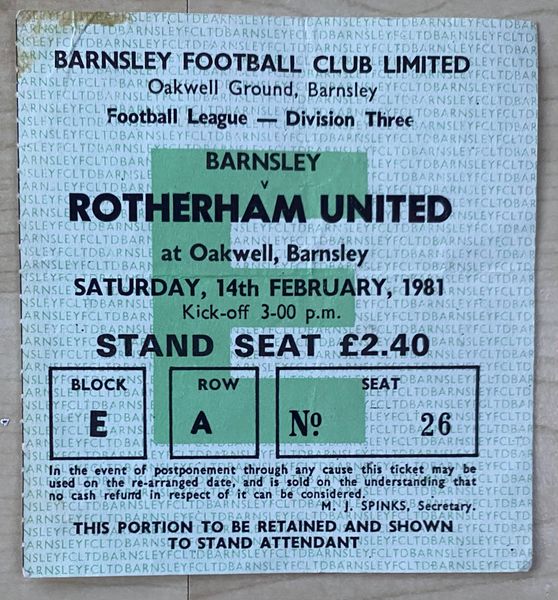 BARNSLEY FOOTBALL CLUB LIMITED
Oakwell Ground, Barnsley
Football League — Division Three
BARNSLEY
v
ROTHERHAM UNITED
at Oakwell, Barnsley
SATURDAY, 14th FEBRUARY, 1981
Kick-off 3-00 p.m.
STAND SEAT £2.40
BLOCK ROW SEAT
E A Nº 26
In the event of postponement through any cause this ticket may be
used on the re-arranged date, and is sold on the understanding that
no cash refund in respect of it can be considered.
M. J. SPINKS, Secretary.
THIS PORTION TO BE RETAINED AND SHOWN
TO STAND ATTENDANT